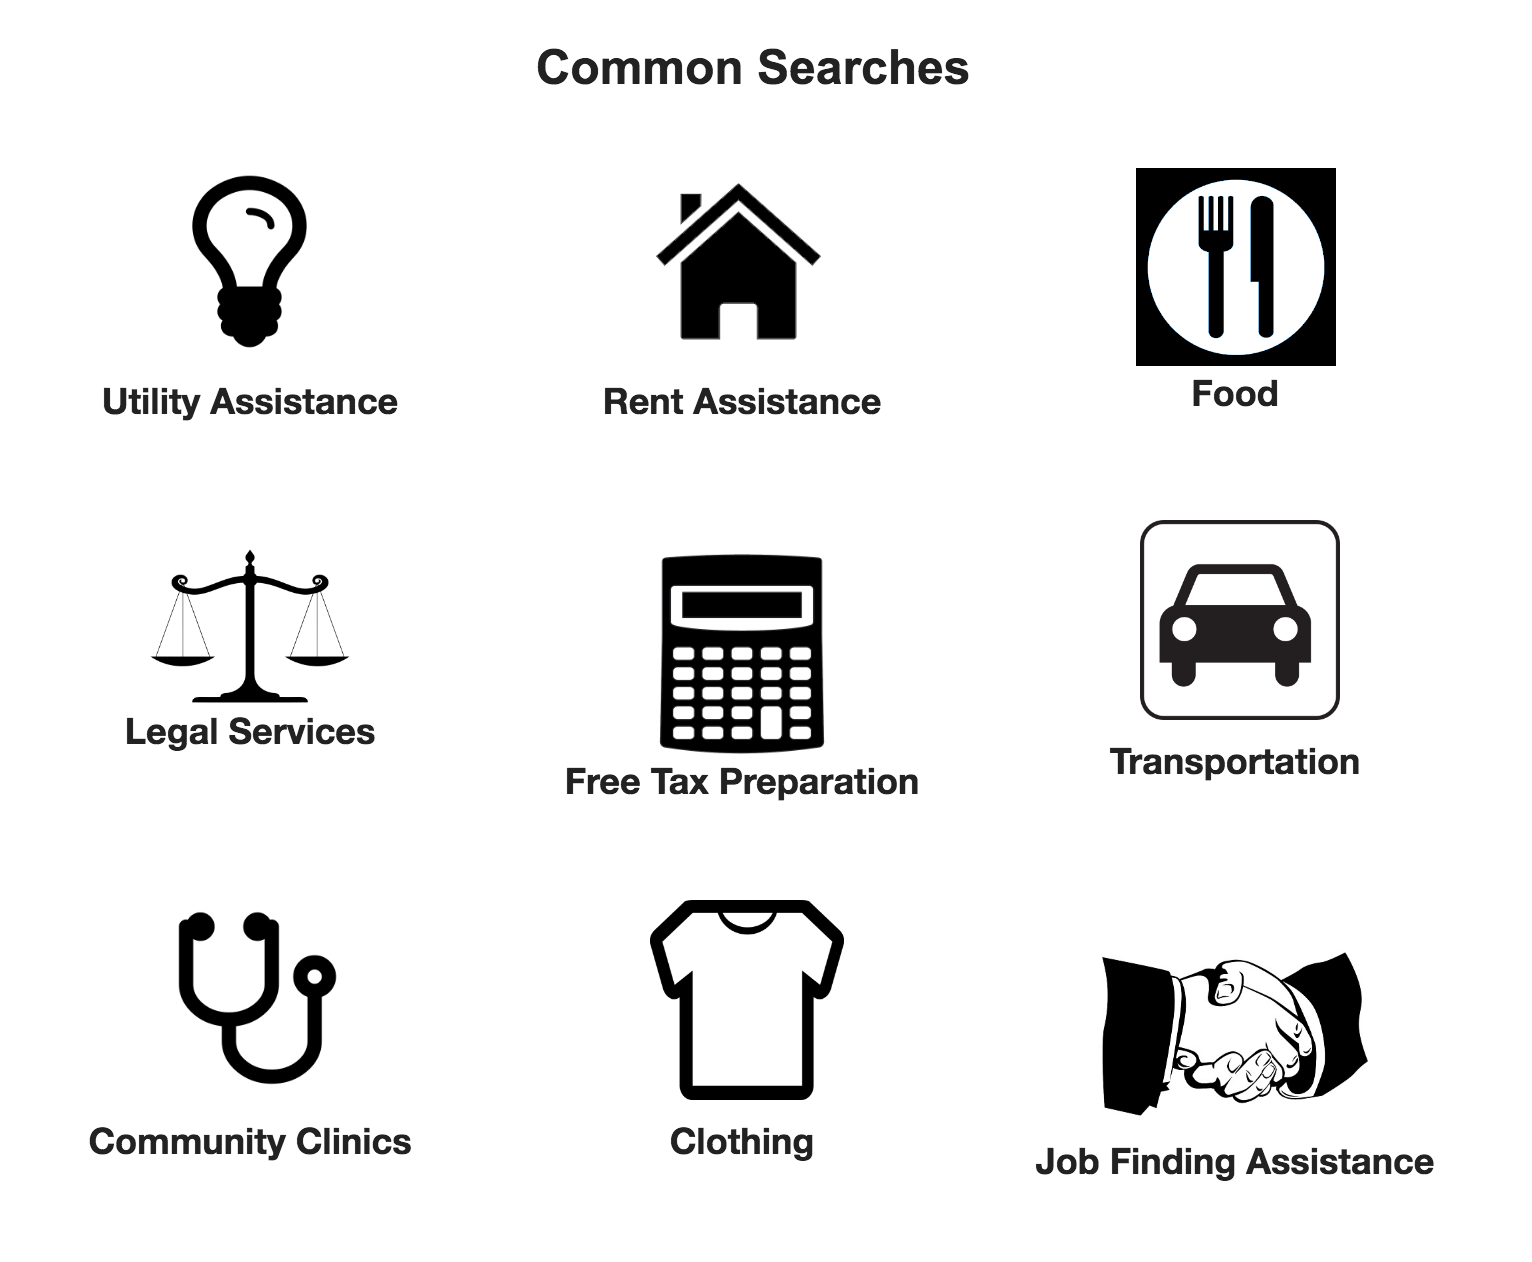 Common Searches
Utility Assistance
Rent Assistance
Food
Legal Services
Free Tax Preparation
Transportation
Community Clinics
Clothing
Job Finding Assistance